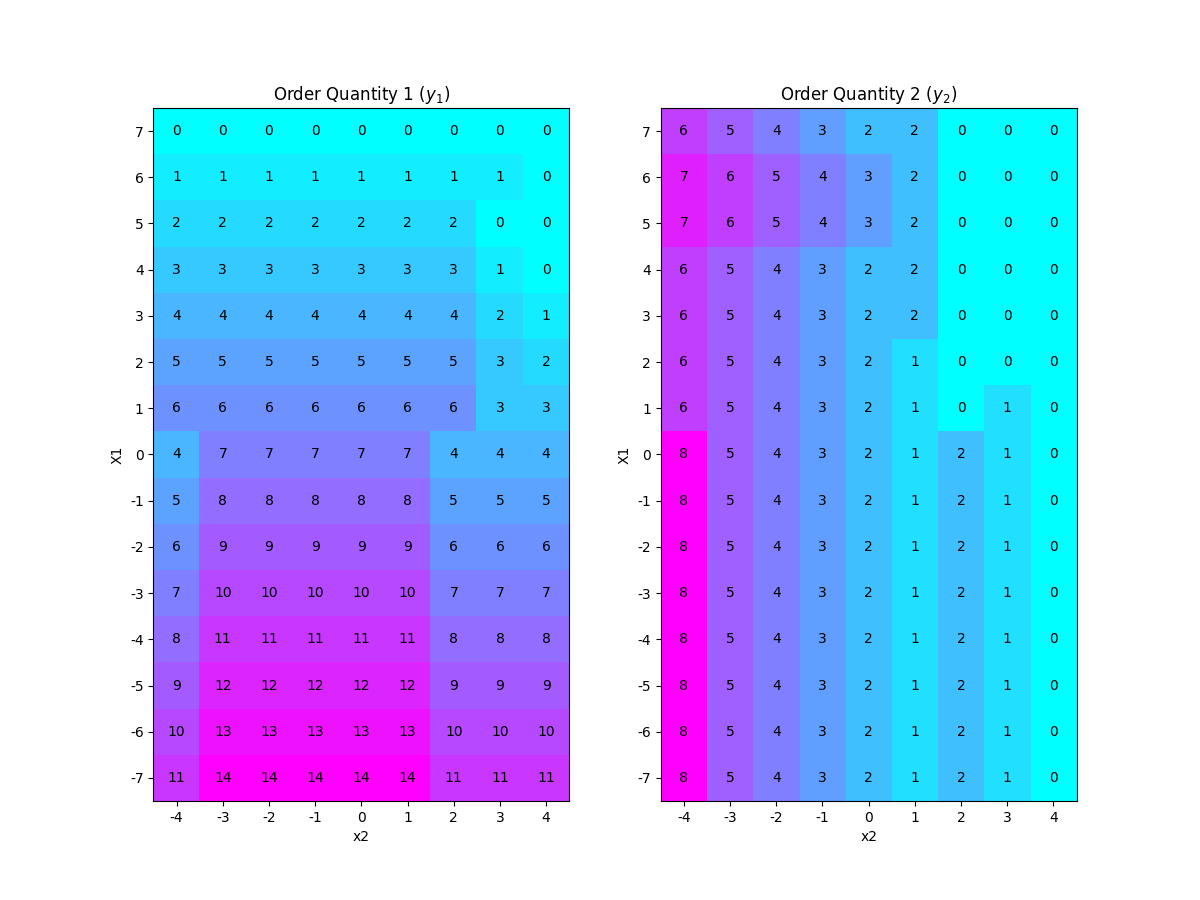 Order Quantity 1 (y₁) Order Quantity 2 (y₂)
7 0 0 0 0 0 0 0 0 0 7 6 5 4 3 2 2 0 0 0
6 1 1 1 1 1 1 1 1 0 6 7 6 5 4 3 2 0 0 0
5 2 2 2 2 2 2 2 0 0 5 7 6 5 4 3 2 0 0 0
4 3 3 3 3 3 3 3 1 0 4 6 5 4 3 2 2 0 0 0
3 4 4 4 4 4 4 4 2 1 3 6 5 4 3 2 2 0 0 0
2 5 5 5 5 5 5 5 3 2 2 6 5 4 3 2 1 0 0 0
1 6 6 6 6 6 6 6 3 3 1 6 5 4 3 2 1 0 1 0
X1 0 4 7 7 7 7 7 4 4 4 X1 0 8 5 4 3 2 1 2 1 0
-1 5 8 8 8 8 8 5 5 5 -1 8 5 4 3 2 1 2 1 0
-2 6 9 9 9 9 9 6 6 6 -2 8 5 4 3 2 1 2 1 0
-3 7 10 10 10 10 10 7 7 7 -3 8 5 4 3 2 1 2 1 0
-4 8 11 11 11 11 11 8 8 8 -4 8 5 4 3 2 1 2 1 0
-5 9 12 12 12 12 12 9 9 9 -5 8 5 4 3 2 1 2 1 0
-6 10 13 13 13 13 13 10 10 10 -6 8 5 4 3 2 1 2 1 0
-7 11 14 14 14 14 14 11 11 11 -7 8 5 4 3 2 1 2 1 0
-4 -3 -2 -1 0 1 2 3 4 -4 -3 -2 -1 0 1 2 3 4
x2 x2